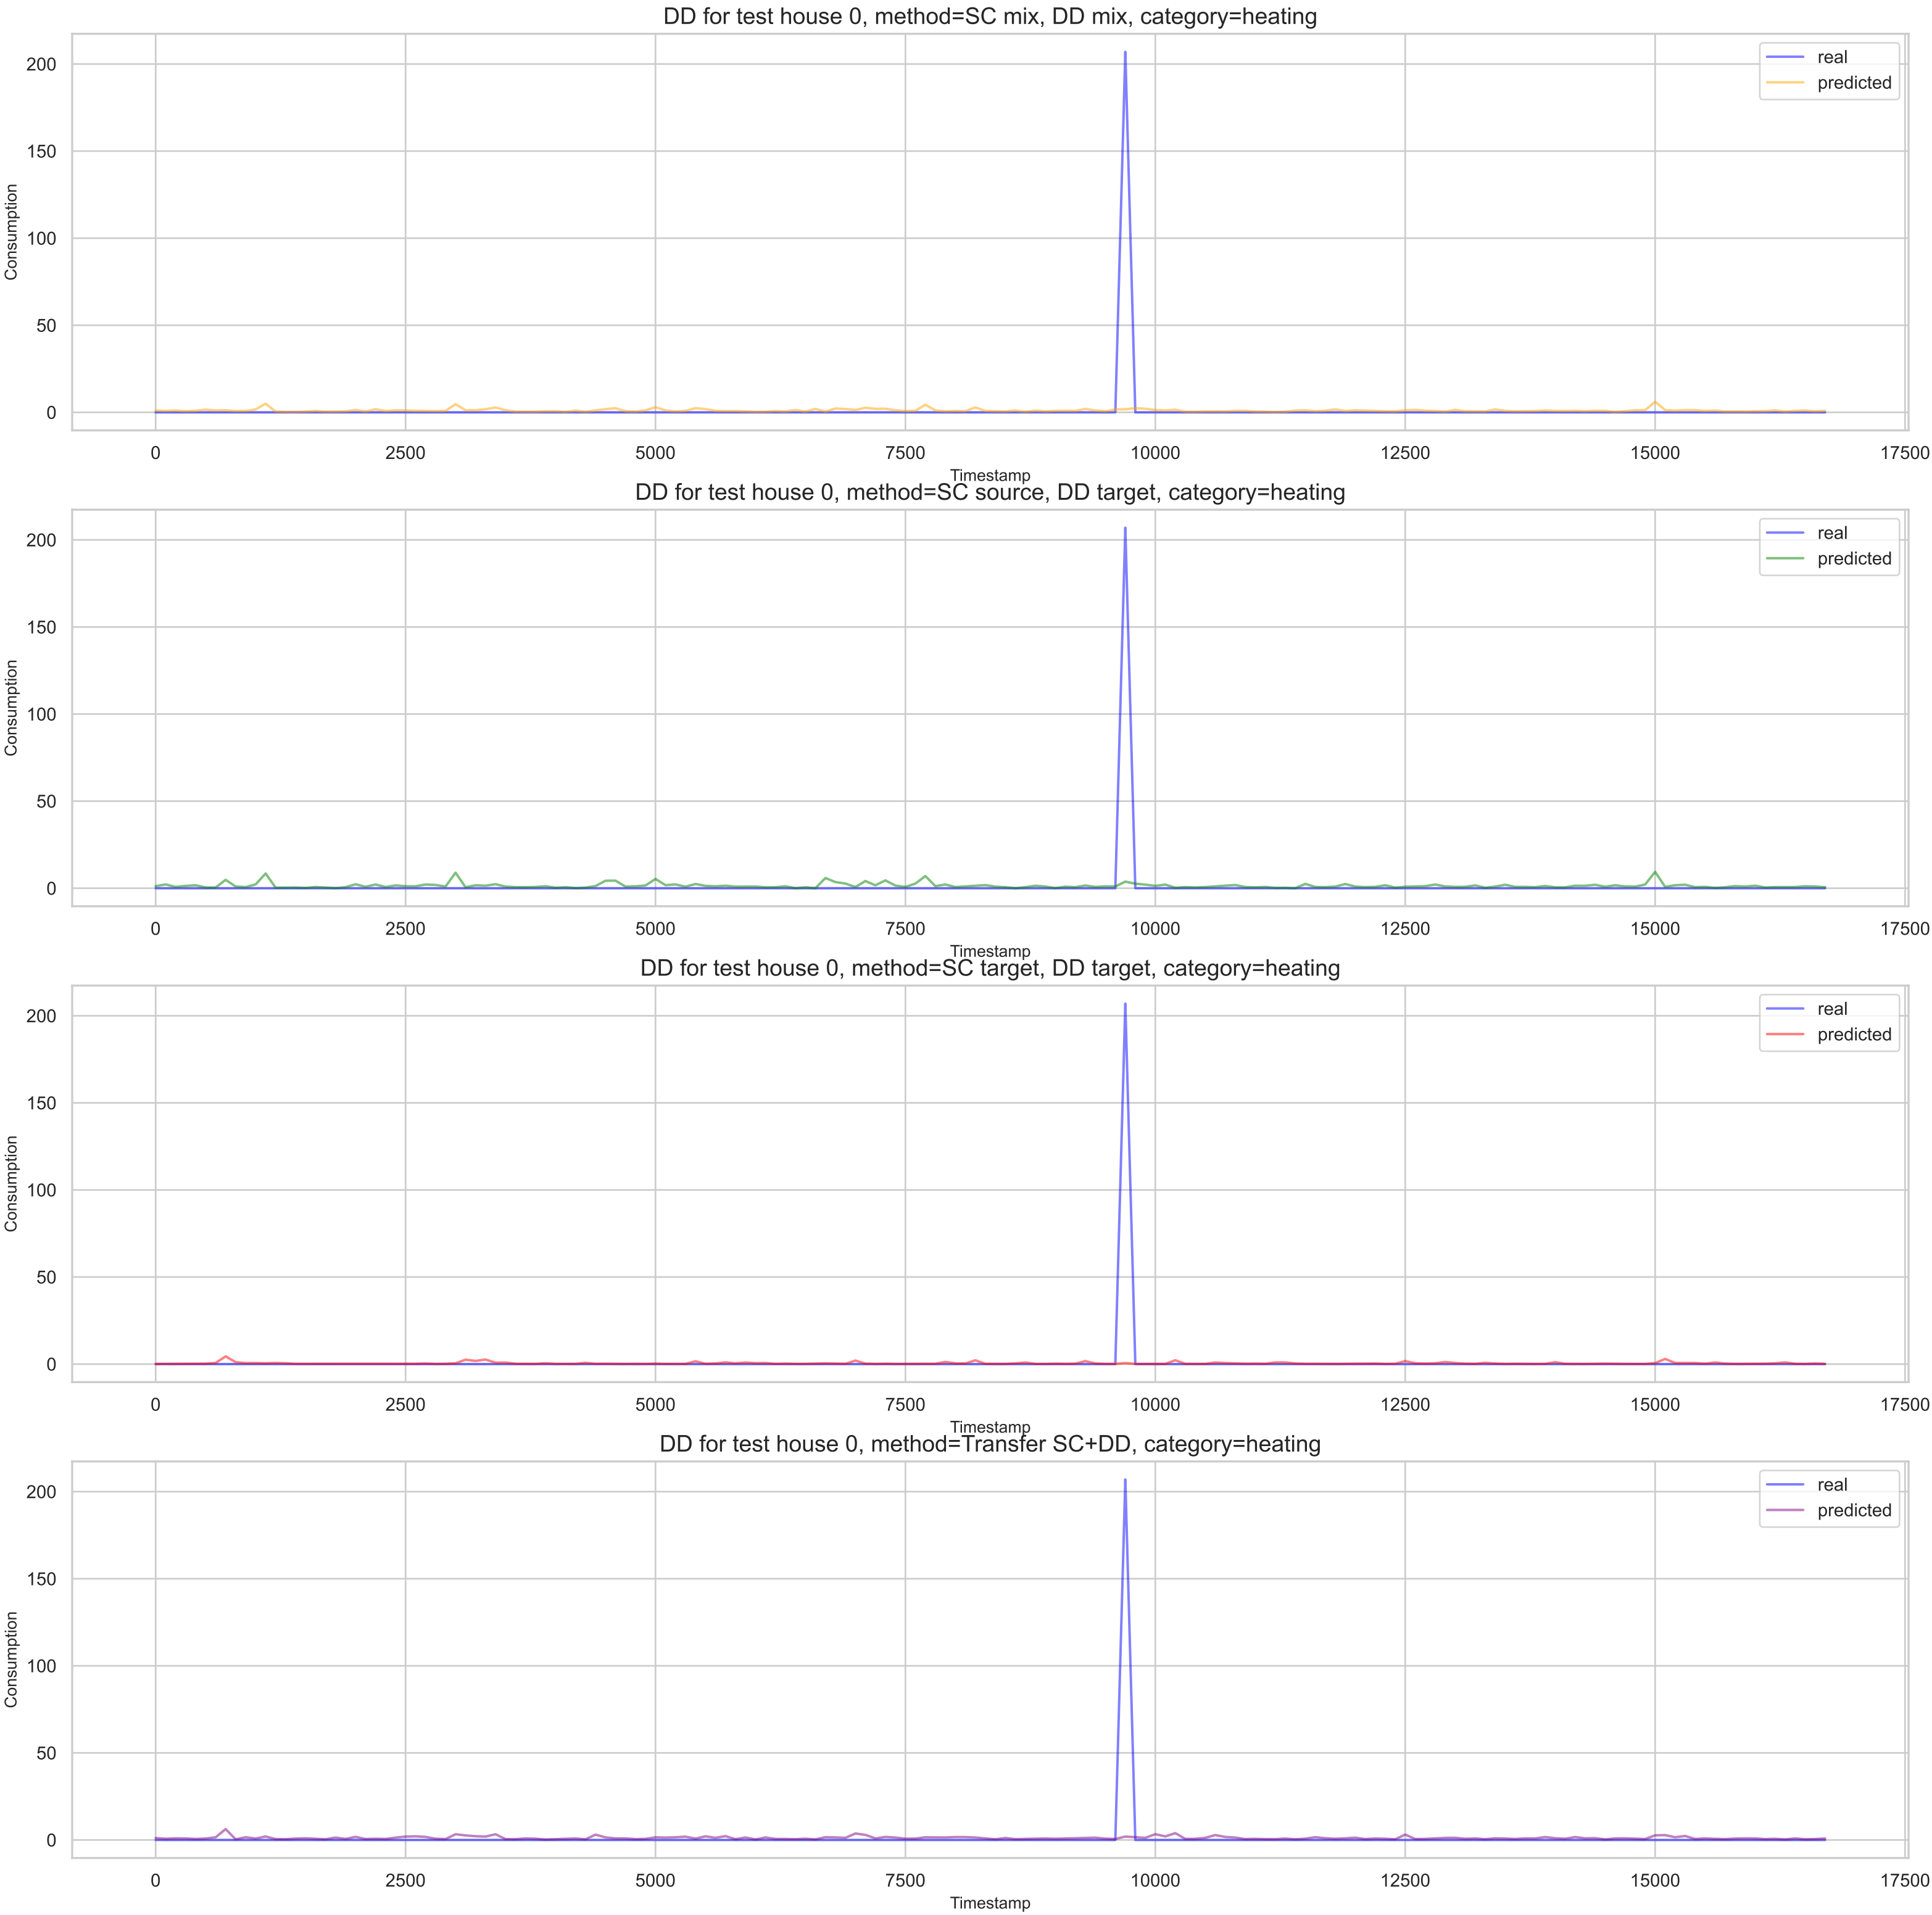 DD for test house 0, method=SC mix, DD mix, category=heating
real
predicted
200
150
100
50
0
Consumption
0 2500 5000 7500 10000 12500 15000 17500
Timestamp
DD for test house 0, method=SC source, DD target, category=heating
real
predicted
200
150
100
50
0
Consumption
0 2500 5000 7500 10000 12500 15000 17500
Timestamp
DD for test house 0, method=SC target, DD target, category=heating
real
predicted
200
150
100
50
0
Consumption
0 2500 5000 7500 10000 12500 15000 17500
Timestamp
DD for test house 0, method=Transfer SC+DD, category=heating
real
predicted
200
150
100
50
0
Consumption
0 2500 5000 7500 10000 12500 15000 17500
Timestamp